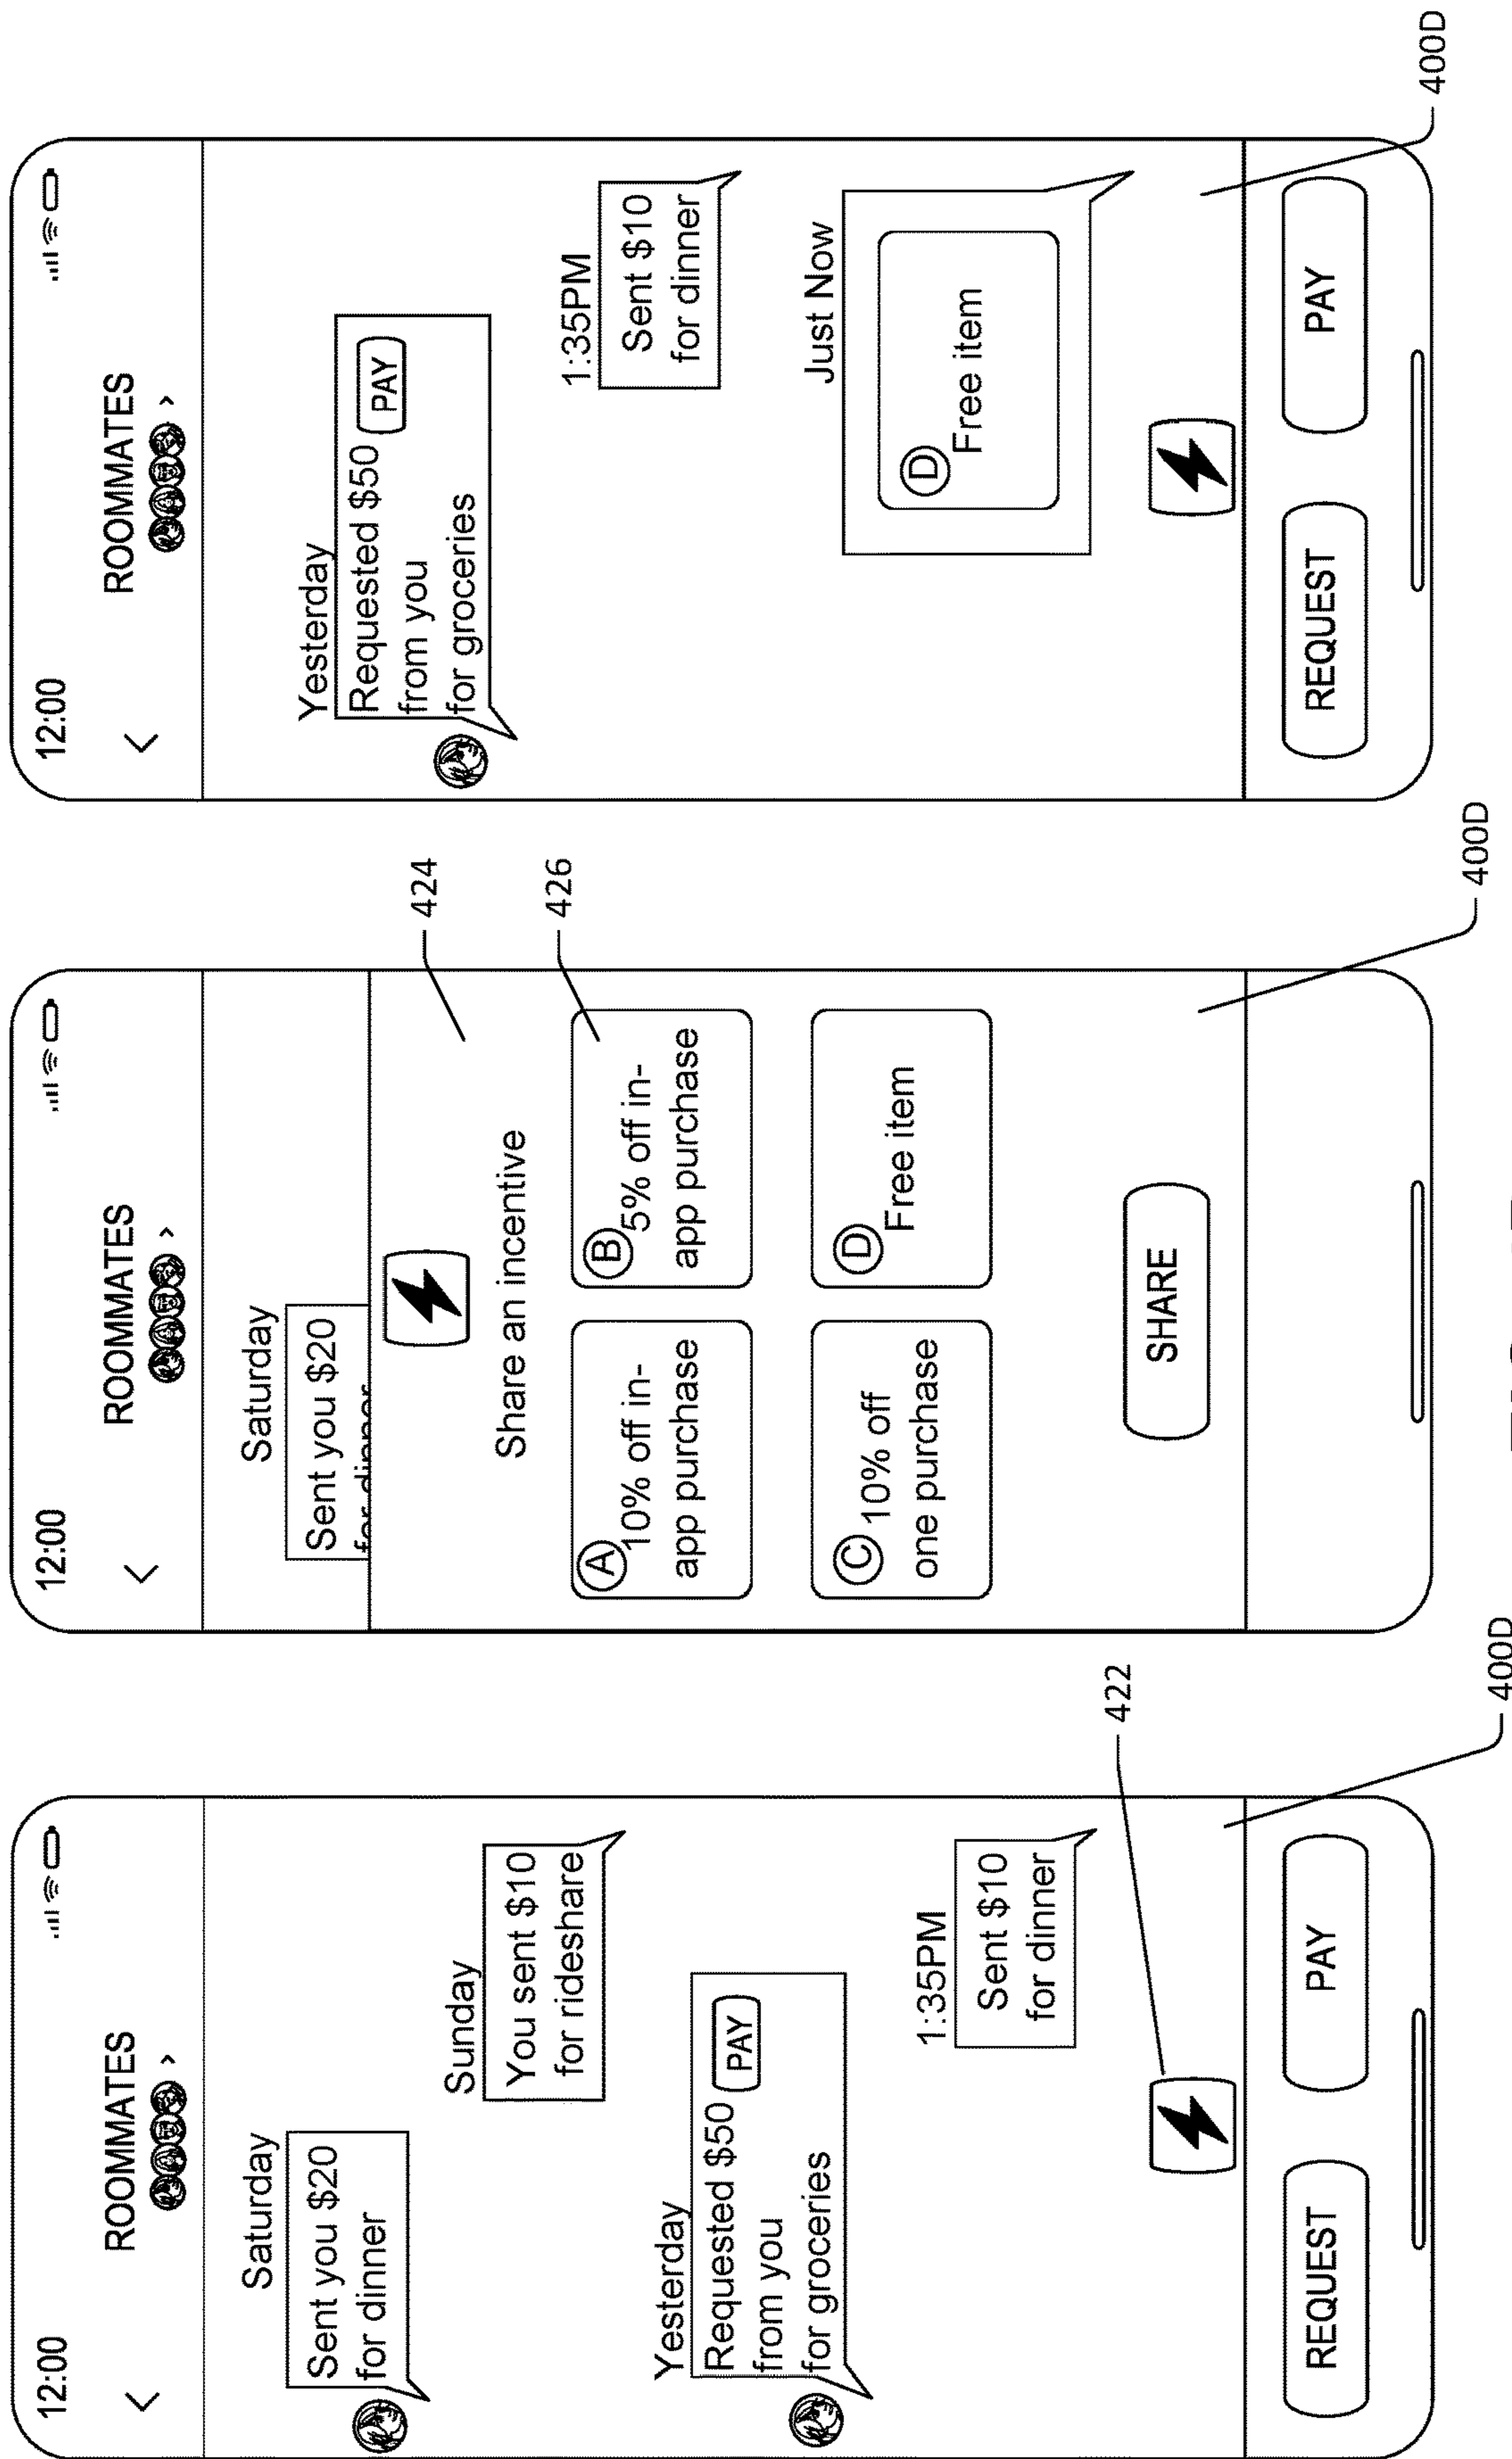 12:00
<
ROOMMATES
>
Saturday
Sent you $20
for dinner
Sunday
You sent $10
for rideshare
Yesterday
Requested $50
PAY
from you
for groceries
1:35PM
Sent $10
for dinner
422
REQUEST
PAY
400D
12:00
<
ROOMMATES
>
Saturday
Sent you $20
for dinner
424
Share an incentive
426
A
10% off in-
app purchase
B
5% off in-
app purchase
C
10% off
one purchase
D
Free item
SHARE
400D
12:00
<
ROOMMATES
>
Yesterday
Requested $50
PAY
from you
for groceries
1:35PM
Sent $10
for dinner
Just Now
D
Free item
REQUEST
PAY
400D